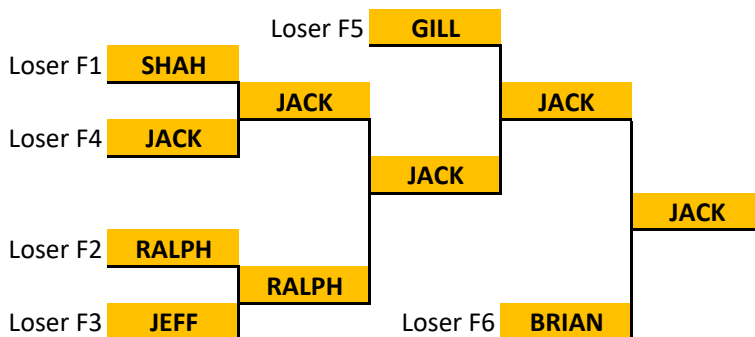 Loser F5 GILL
Loser F1 SHAH
JACK JACK
Loser F4 JACK
JACK
JACK
Loser F2 RALPH
RALPH
Loser F3 JEFF Loser F6 BRIAN